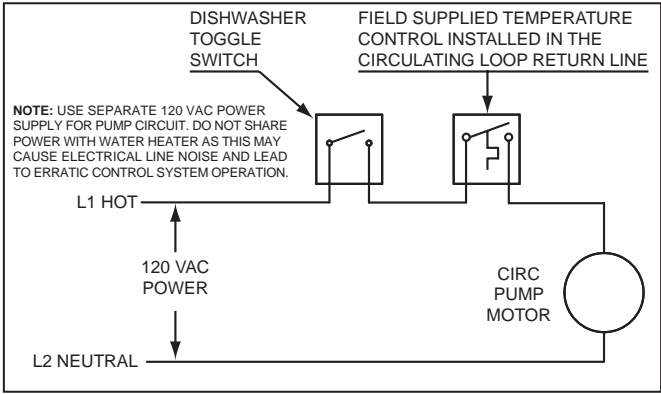 DISHWASHER
TOGGLE
SWITCH
FIELD SUPPLIED TEMPERATURE
CONTROL INSTALLED IN THE
CIRCULATING LOOP RETURN LINE
NOTE: USE SEPARATE 120 VAC POWER
SUPPLY FOR PUMP CIRCUIT. DO NOT SHARE
POWER WITH WATER HEATER AS THIS MAY
CAUSE ELECTRICAL LINE NOISE AND LEAD
TO ERRATIC CONTROL SYSTEM OPERATION.
L1 HOT
120 VAC
POWER
CIRC
PUMP
MOTOR
L2 NEUTRAL